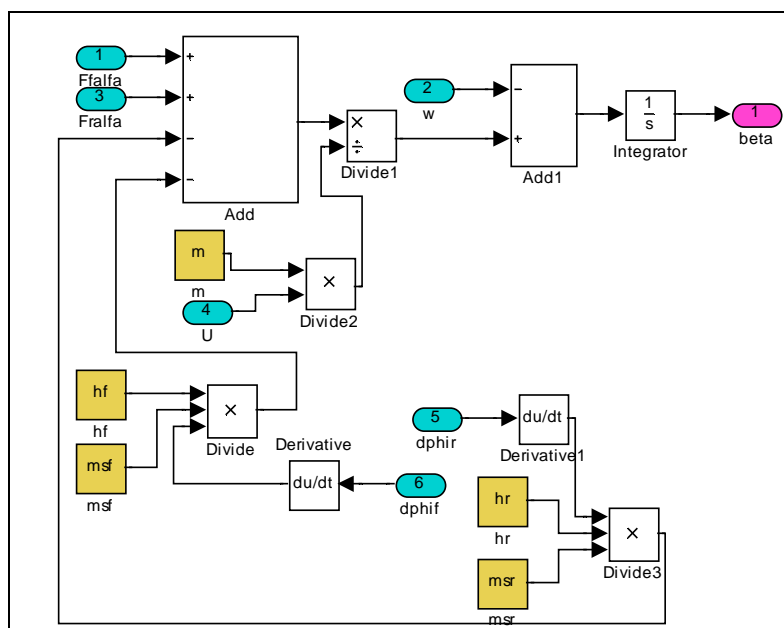 1
Ffalfa
3
Fralfa
+
+
−
−
Add
×
÷
Divide1
2
w
−
+
Add1
1
s
Integrator
1
beta
m
m
4
U
×
Divide2
hf
hf
msf
msf
×
Divide
Derivative
du/dt
6
dphif
5
dphir
du/dt
Derivative1
hr
hr
msr
msr
×
Divide3